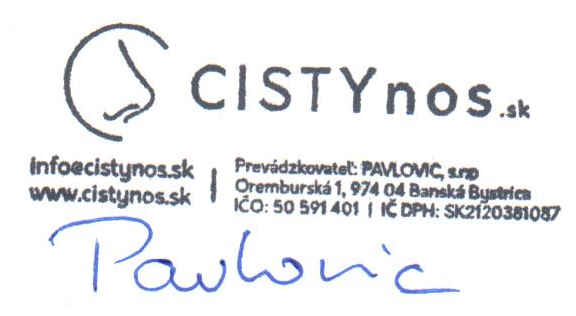 CISTYnos.sk
info@cistynos.sk
www.cistynos.sk
Prevádzkovateľ: PAVLOVIC, s.r.o
Oremburská 1, 974 04 Banská Bystrica
IČO: 50 591 401 | IČ DPH: SK2120381087
Pavlovic